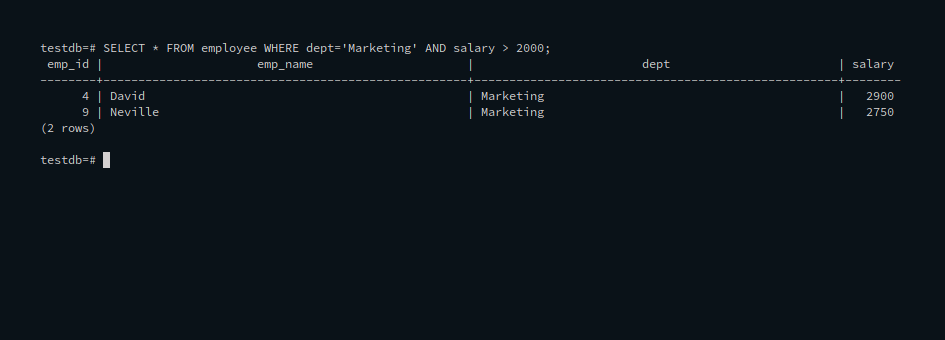 testdb=# SELECT * FROM employee WHERE dept='Marketing' AND salary > 2000;
 emp_id |                      emp_name                      |                        dept                        | salary
--------+----------------------------------------------------+----------------------------------------------------+--------
      4 | David                                              | Marketing                                          |   2900
      9 | Neville                                            | Marketing                                          |   2750
(2 rows)
testdb=#